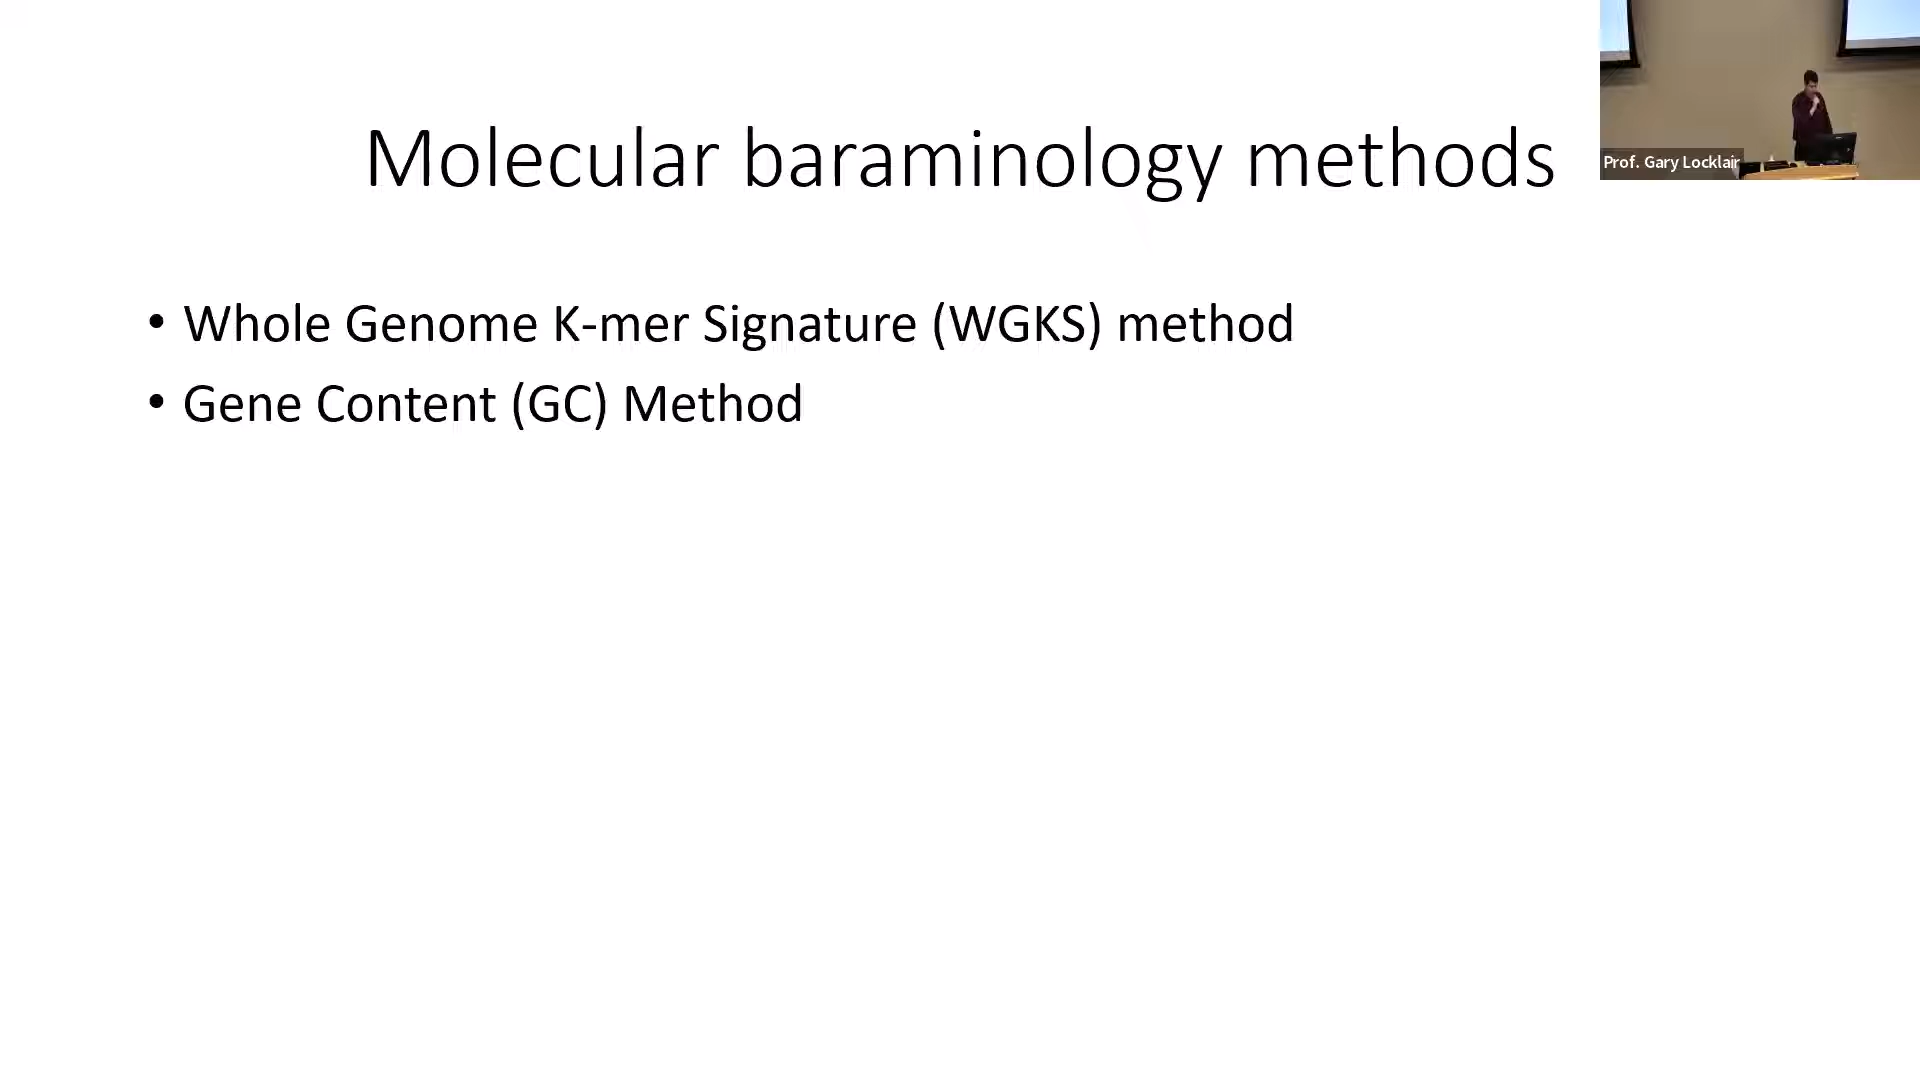 Molecular baraminology methods
Prof. Gary Locklair
• Whole Genome K-mer Signature (WGKS) method
• Gene Content (GC) Method